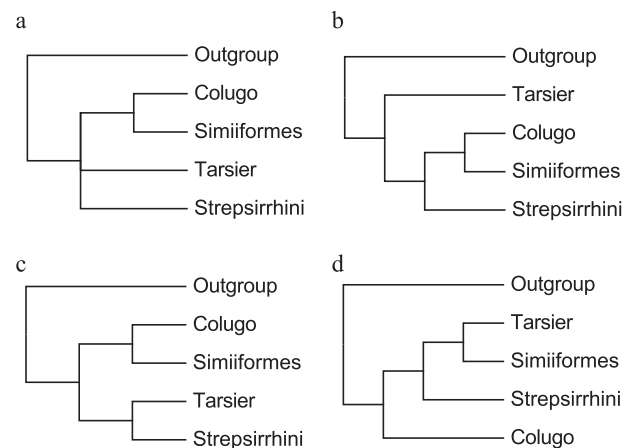 a
Outgroup
Colugo
Simiiformes
Tarsier
Strepsirrhini
b
Outgroup
Tarsier
Colugo
Simiiformes
Strepsirrhini
c
Outgroup
Colugo
Simiiformes
Tarsier
Strepsirrhini
d
Outgroup
Tarsier
Simiiformes
Strepsirrhini
Colugo